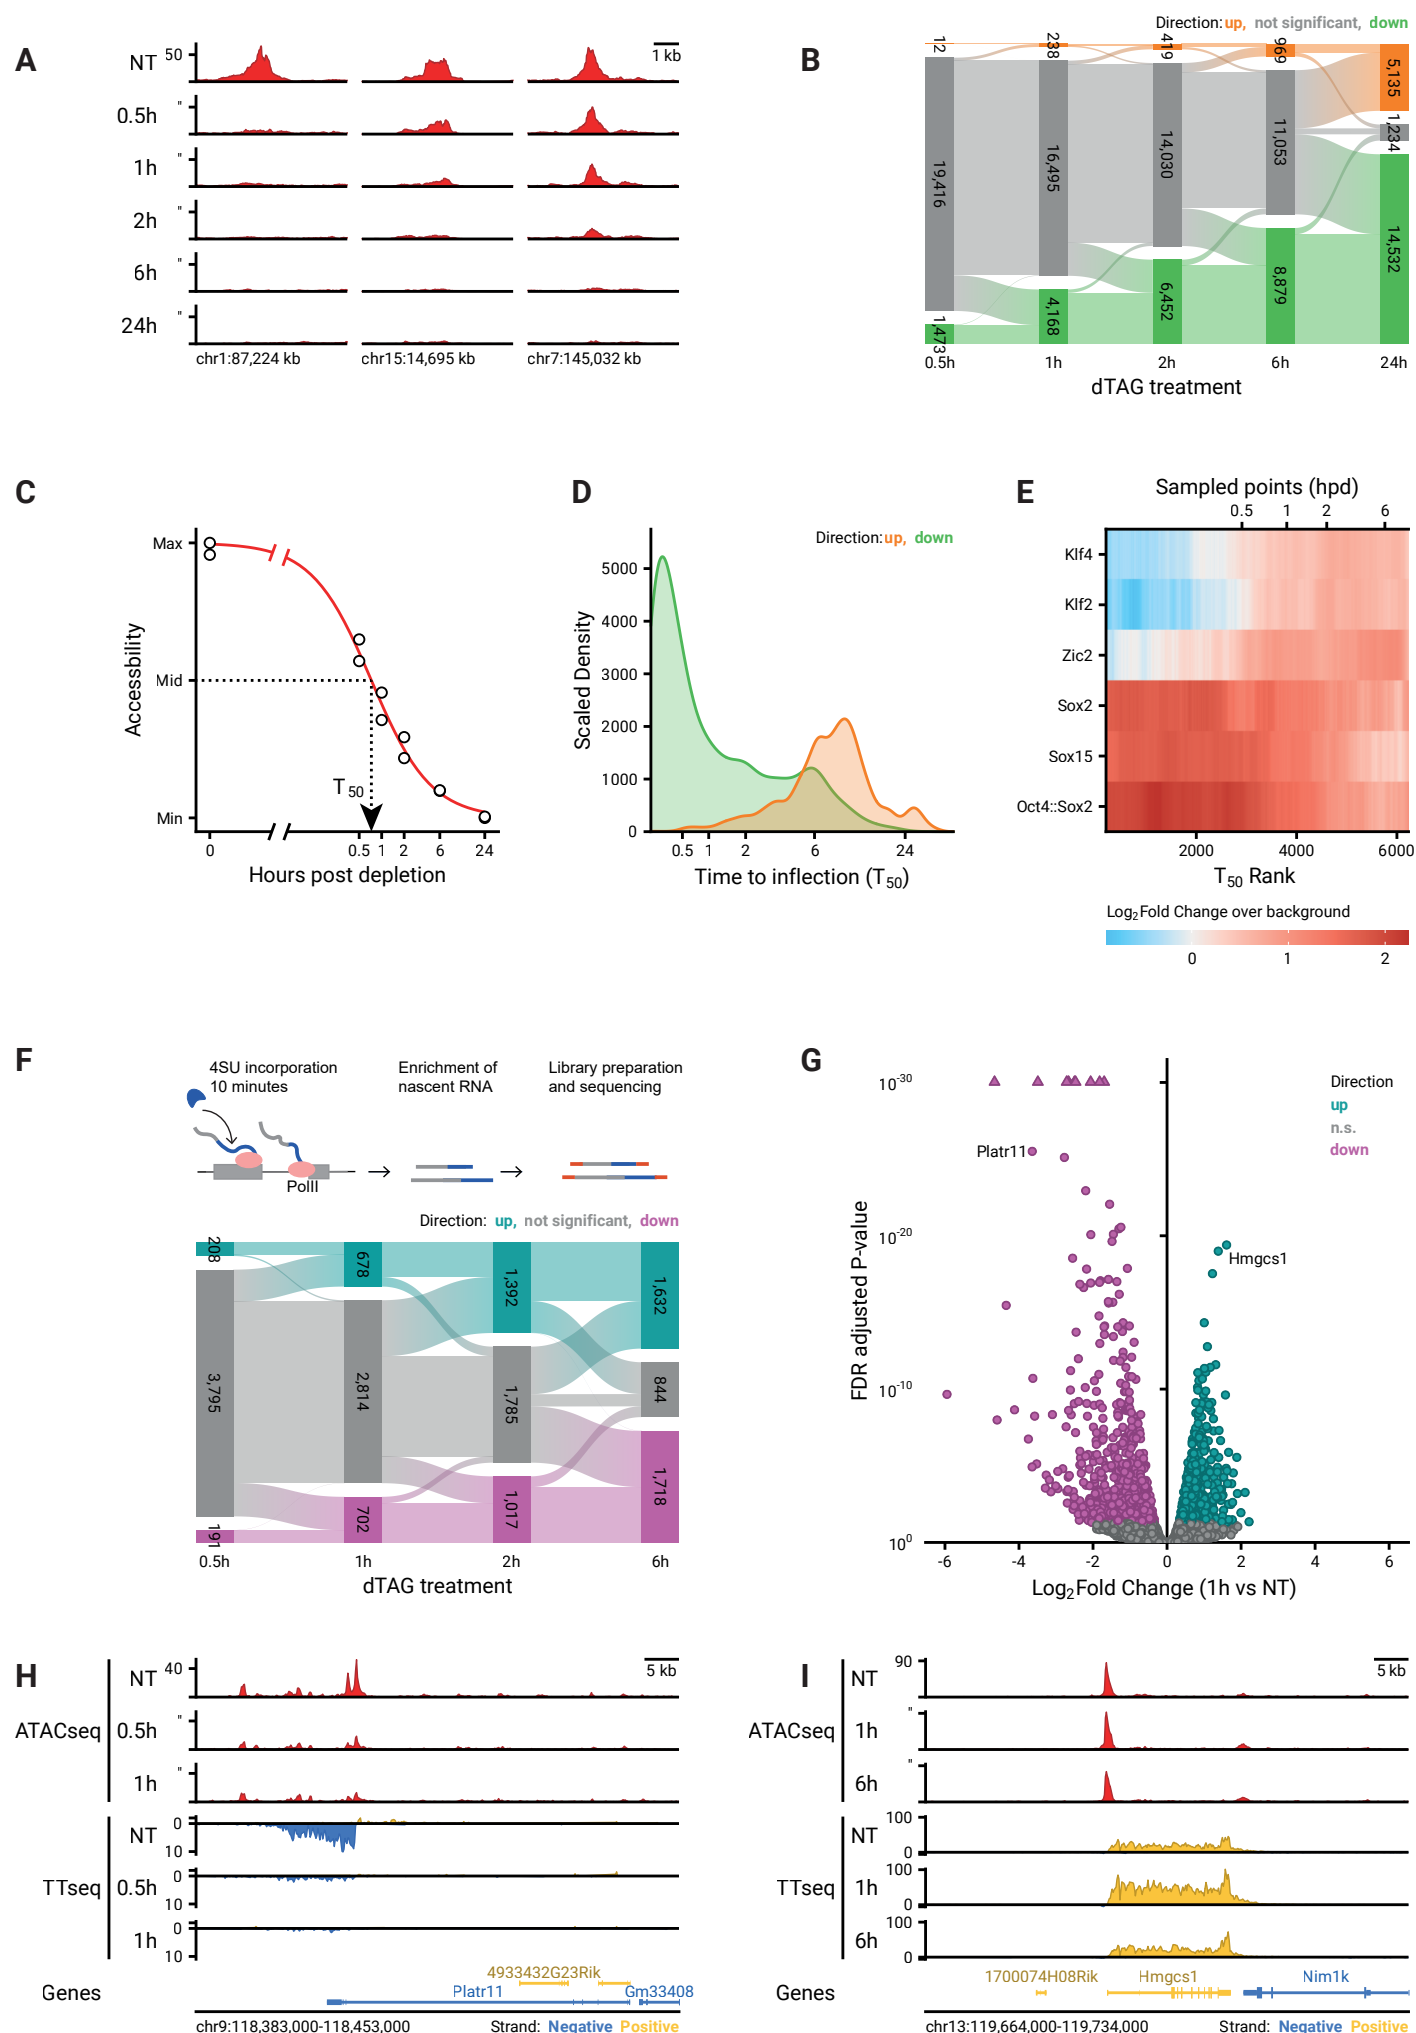 A
NT 50
1 kb
0.5h "
1h "
2h "
6h "
24h "
chr1:87,224 kb chr15:14,695 kb chr7:145,032 kb
B
Direction: up, not significant, down
12 238 419 969 5,135
19,416 16,495 14,030 11,053 1,234
1,473 4,168 6,452 8,879 14,532
0.5h 1h 2h 6h 24h
dTAG treatment
C
Max
Mid
Min
Accessbility
T50
0 0.5 1 2 6 24
Hours post depletion
D
Direction: up, down
5000
4000
3000
2000
1000
0
Scaled Density
0.5 1 2 6 24
Time to inflection (T50)
E
Sampled points (hpd)
0.5 1 2 6
Klf4
Klf2
Zic2
Sox2
Sox15
Oct4::Sox2
2000 4000 6000
T50 Rank
Log2Fold Change over background
0 1 2
F
4SU incorporation
10 minutes
Enrichment of
nascent RNA
Library preparation
and sequencing
PolII
Direction: up, not significant, down
208 678 1,392 1,632
3,795 2,814 1,785 844
191 702 1,017 1,718
0.5h 1h 2h 6h
dTAG treatment
G
10-30
10-20
10-10
100
FDR adjusted P-value
Direction
up
n.s.
down
Platr11
Hmgcs1
-6 -4 -2 0 2 4 6
Log2Fold Change (1h vs NT)
H
ATACseq
NT 40
5 kb
0.5h "
1h "
TTseq
NT 0
10
0.5h 0
10
1h 0
10
Genes
4933432G23Rik
Platr11 Gm33408
chr9:118,383,000-118,453,000 Strand: Negative Positive
I
ATACseq
NT 90
5 kb
1h "
6h "
TTseq
NT 100
0
1h 100
0
6h 100
0
Genes
1700074H08Rik Hmgcs1 Nim1k
chr13:119,664,000-119,734,000 Strand: Negative Positive